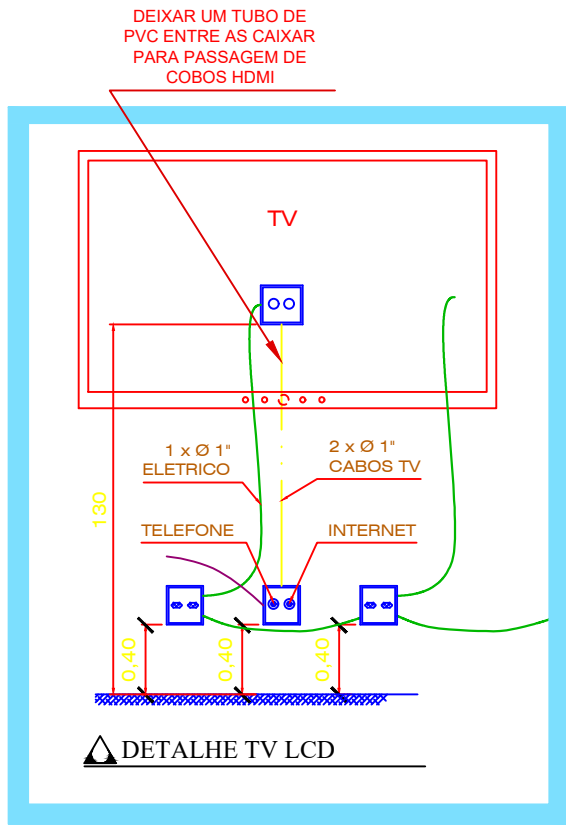 DEIXAR UM TUBO DE
PVC ENTRE AS CAIXAR
PARA PASSAGEM DE
COBOS HDMI
TV
1 x Ø 1"
ELETRICO
2 x Ø 1"
CABOS TV
130
TELEFONE
INTERNET
0,40
0,40
0,40
DETALHE TV LCD